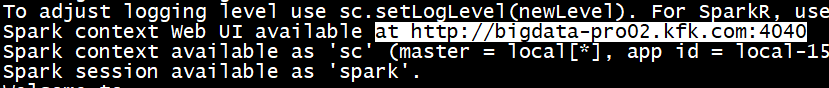 To adjust logging level use sc.setLogLevel(newLevel). For SparkR, use
Spark context Web UI available at http://bigdata-pro02.kfk.com:4040
Spark context available as 'sc' (master = local[*], app id = local-15
Spark session available as 'spark'.
Welcome to